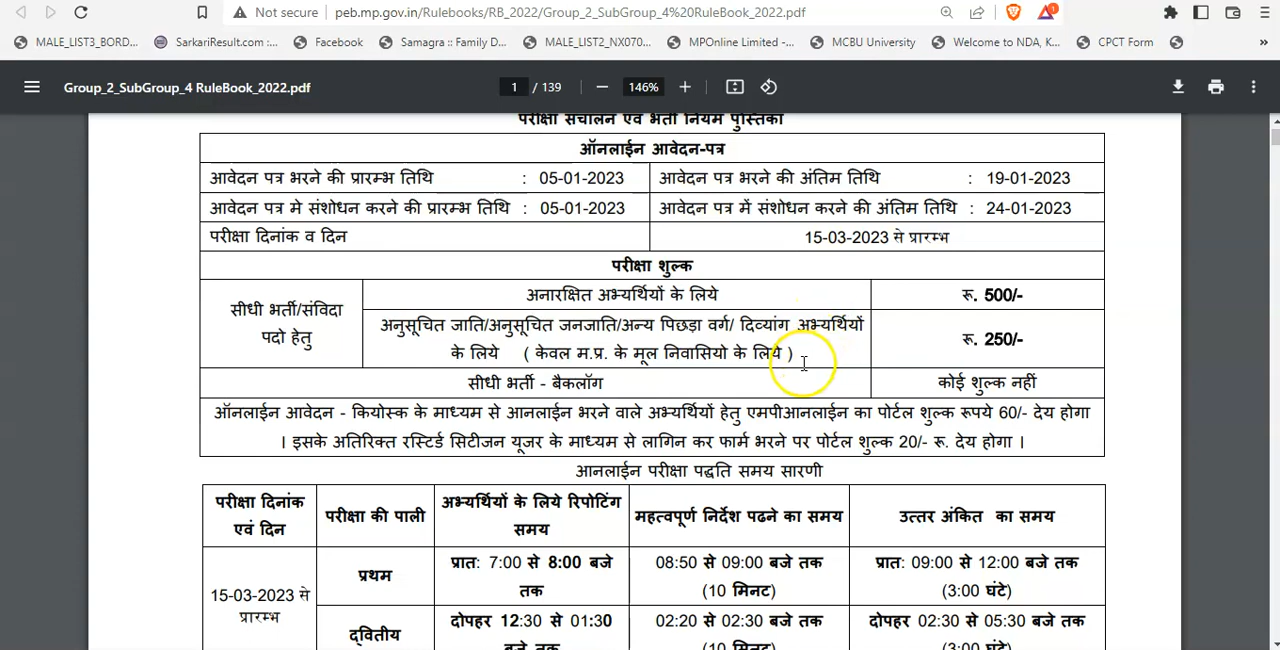 Not secure | peb.mp.gov.in/Rulebooks/RB_2022/Group_2_SubGroup_4%20RuleBook_2022.pdf
1
MALE_LIST3_BORD... SarkariResult.com :... Facebook Samagra :: Family D... MALE_LIST2_NX070... MPOnline Limited -... MCBU University Welcome to NDA, K... CPCT Form »
Group_2_SubGroup_4 RuleBook_2022.pdf 1 / 139 — 146% +
परीक्षा संचालन एवं भर्ती नियम पुस्तिका
ऑनलाईन आवेदन-पत्र
आवेदन पत्र भरने की प्रारम्भ तिथि : 05-01-2023 आवेदन पत्र भरने की अंतिम तिथि : 19-01-2023
आवेदन पत्र मे संशोधन करने की प्रारम्भ तिथि : 05-01-2023 आवेदन पत्र में संशोधन करने की अंतिम तिथि : 24-01-2023
परीक्षा दिनांक व दिन 15-03-2023 से प्रारम्भ
परीक्षा शुल्क
सीधी भर्ती/संविदा पदो हेतु
अनारक्षित अभ्यर्थियों के लिये रू. 500/-
अनुसूचित जाति/अनुसूचित जनजाति/अन्य पिछड़ा वर्ग/ दिव्यांग अभ्यर्थियों
के लिये ( केवल म.प्र. के मूल निवासियो के लिये ) रू. 250/-
सीधी भर्ती - बैकलॉग कोई शुल्क नहीं
ऑनलाईन आवेदन - कियोस्क के माध्यम से आनलाईन भरने वाले अभ्यर्थियों हेतु एमपीआनलाईन का पोर्टल शुल्क रूपये 60/- देय होगा
। इसके अतिरिक्त रस्टिर्ड सिटीजन यूजर के माध्यम से लागिन कर फार्म भरने पर पोर्टल शुल्क 20/- रू. देय होगा ।
आनलाईन परीक्षा पद्धति समय सारणी
परीक्षा दिनांक एवं दिन परीक्षा की पाली अभ्यर्थियों के लिये रिपोटिंग समय महत्वपूर्ण निर्देश पढने का समय उत्तर अंकित का समय
15-03-2023 से
प्रारम्भ
प्रथम प्रात: 7:00 से 8:00 बजे तक 08:50 से 09:00 बजे तक (10 मिनट) प्रात: 09:00 से 12:00 बजे तक (3:00 घंटे)
द्वितीय दोपहर 12:30 से 01:30 बजे तक 02:20 से 02:30 बजे तक (10 मिनट) दोपहर 02:30 से 05:30 बजे तक (3:00 घंटे)